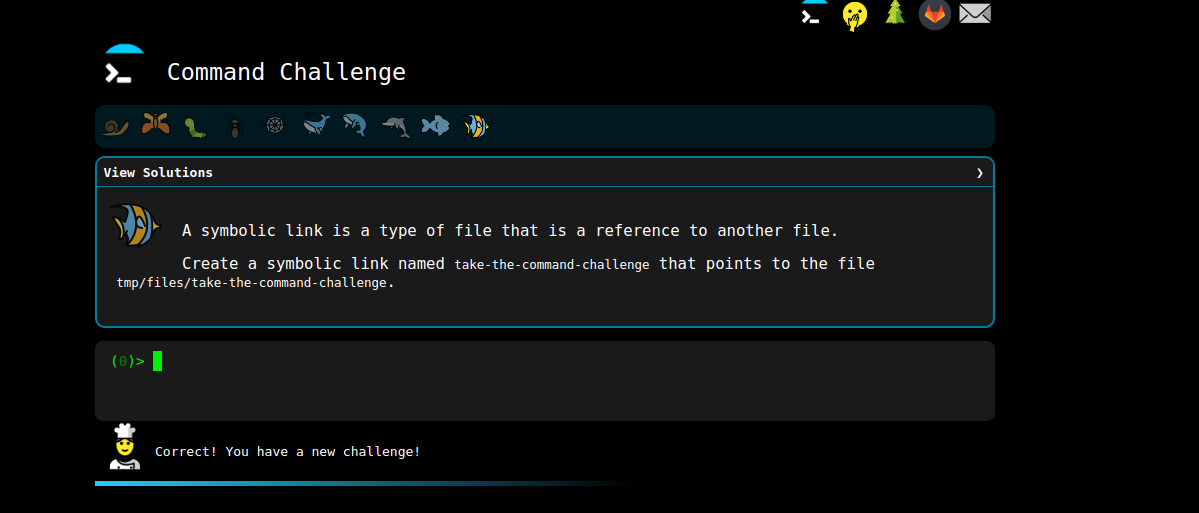 Command Challenge
View Solutions ❯
A symbolic link is a type of file that is a reference to another file.
Create a symbolic link named take-the-command-challenge that points to the file
tmp/files/take-the-command-challenge.
(0)>
Correct! You have a new challenge!